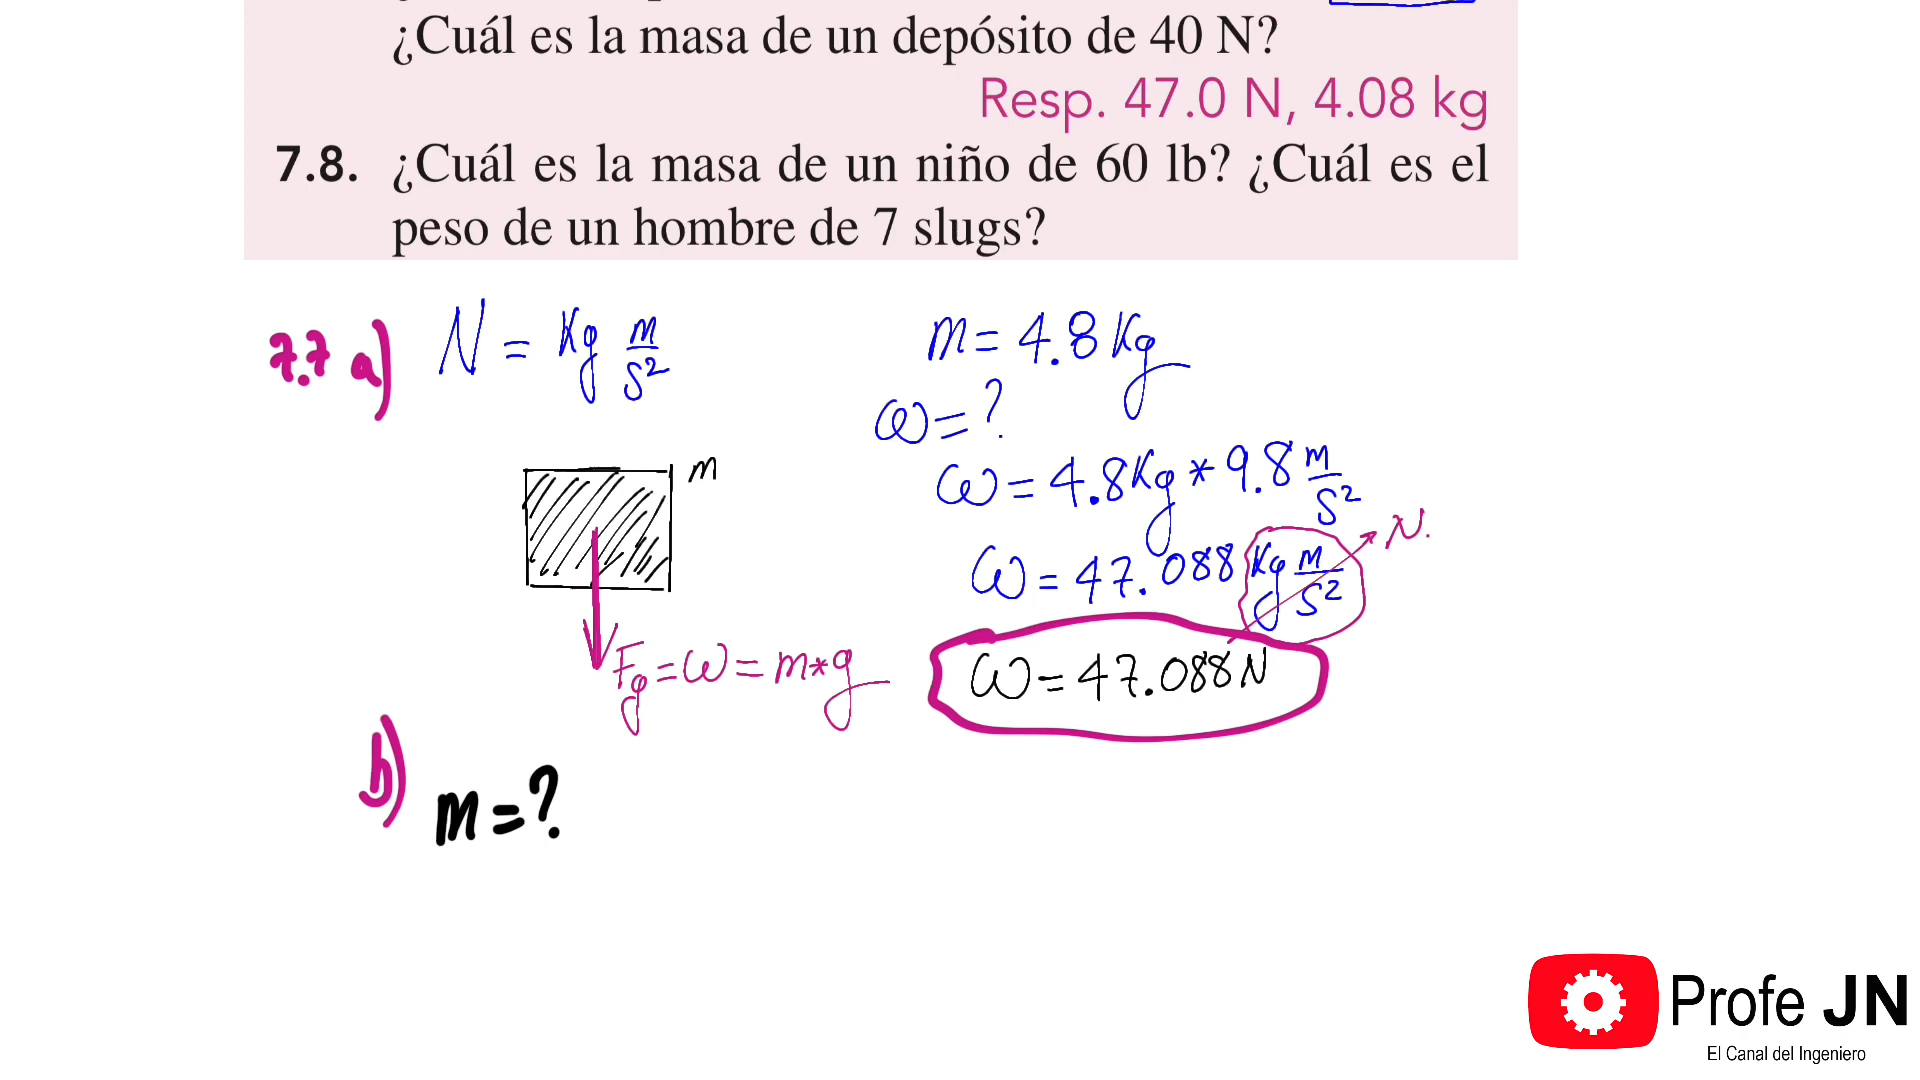 ¿Cuál es la masa de un depósito de 40 N?
Resp. 47.0 N, 4.08 kg
7.8. ¿Cuál es la masa de un niño de 60 lb? ¿Cuál es el
peso de un hombre de 7 slugs?
7.7 a) N = Kg m/s²
m = 4.8 Kg
ω = ?
m
ω = 4.8 Kg * 9.8 m/s²
ω = 47.088 Kg m/s² N.
Fg = ω = m * g
ω = 47.088 N
b) m = ?
Profe JN
El Canal del Ingeniero